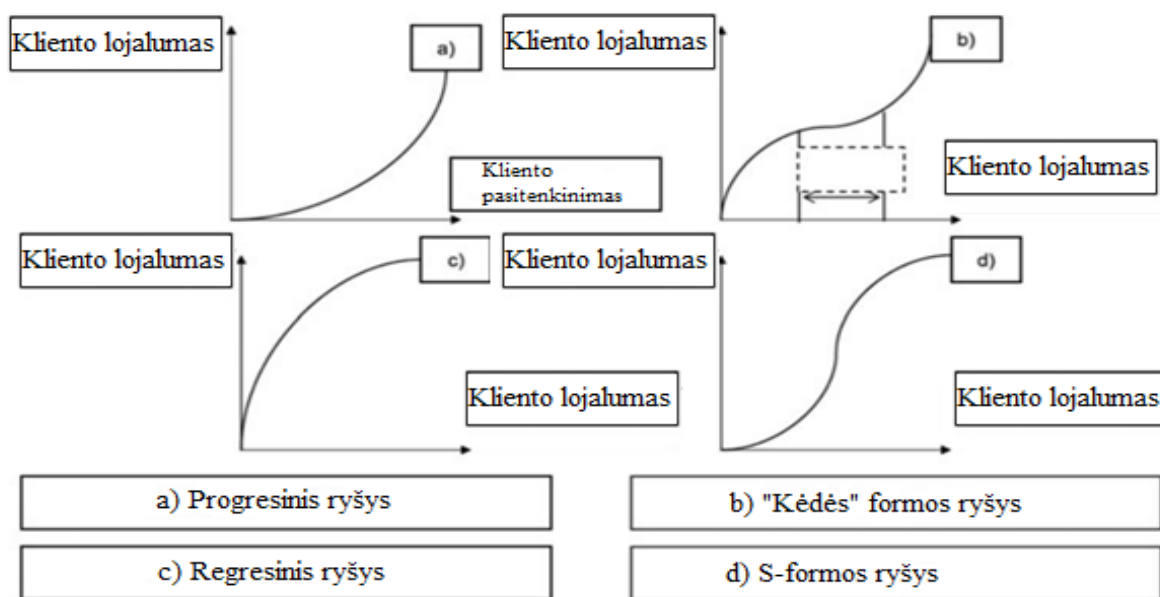 Kliento lojalumas
a)
Kliento
pasitenkinimas
Kliento lojalumas
b)
Kliento lojalumas
Kliento lojalumas
c)
Kliento lojalumas
Kliento lojalumas
d)
Kliento lojalumas
a) Progresinis ryšys
b) "Kėdės" formos ryšys
c) Regresinis ryšys
d) S-formos ryšys